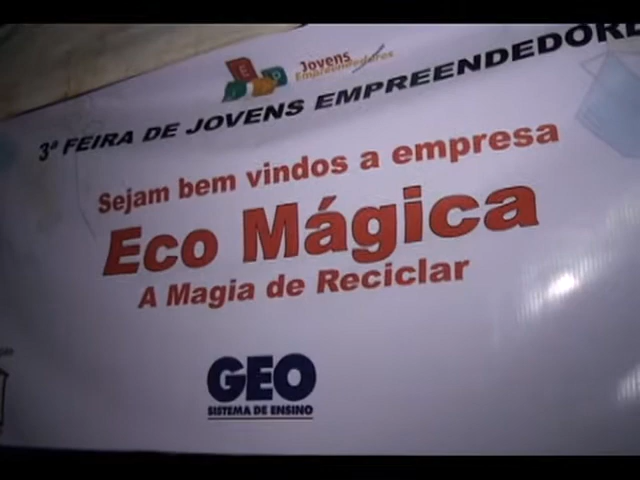 Jovens
Empreendedores
3ª FEIRA DE JOVENS EMPREENDEDORE
Sejam bem vindos a empresa
Eco Mágica
A Magia de Reciclar
GEO
SISTEMA DE ENSINO